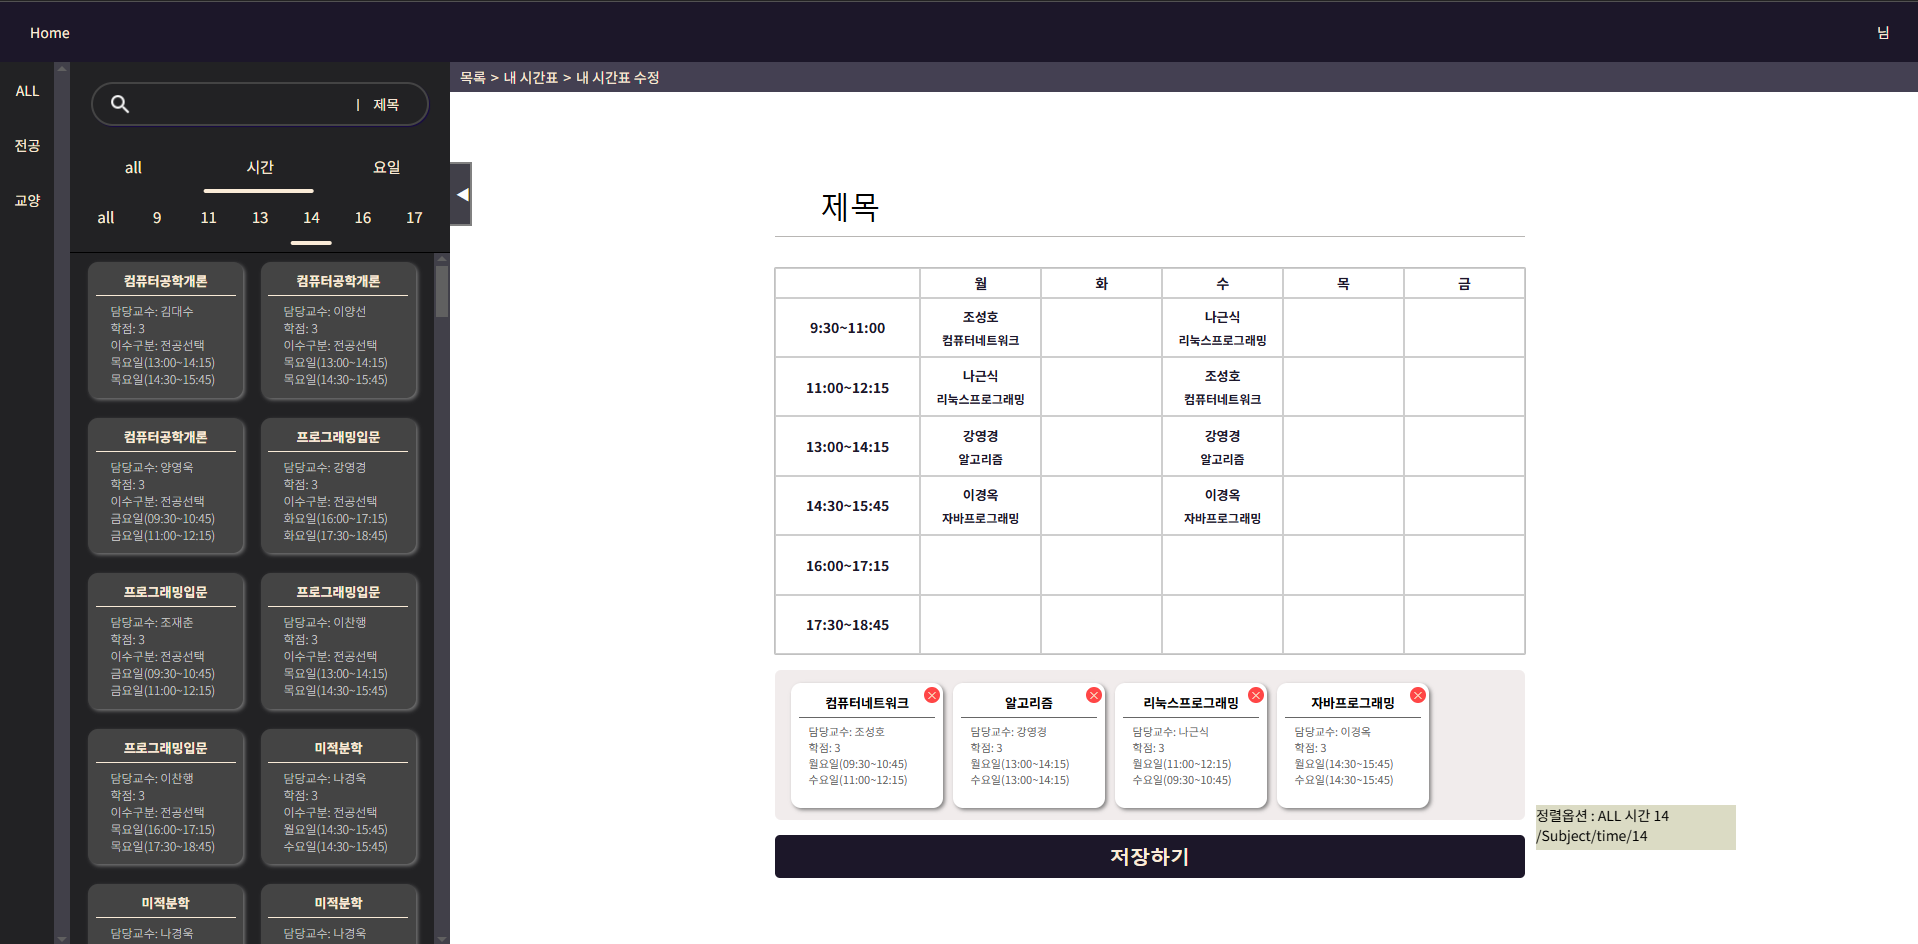 Home
님
ALL
전공
교양
| 제목
all 시간 요일
all 9 11 13 14 16 17
컴퓨터공학개론
담당교수: 김대수
학점: 3
이수구분: 전공선택
목요일(13:00~14:15)
목요일(14:30~15:45)
컴퓨터공학개론
담당교수: 이양선
학점: 3
이수구분: 전공선택
목요일(13:00~14:15)
목요일(14:30~15:45)
컴퓨터공학개론
담당교수: 양영욱
학점: 3
이수구분: 전공선택
금요일(09:30~10:45)
금요일(11:00~12:15)
프로그래밍입문
담당교수: 강영경
학점: 3
이수구분: 전공선택
화요일(16:00~17:15)
화요일(17:30~18:45)
프로그래밍입문
담당교수: 조재춘
학점: 3
이수구분: 전공선택
금요일(09:30~10:45)
금요일(11:00~12:15)
프로그래밍입문
담당교수: 이찬행
학점: 3
이수구분: 전공선택
목요일(13:00~14:15)
목요일(14:30~15:45)
프로그래밍입문
담당교수: 이찬행
학점: 3
이수구분: 전공선택
목요일(16:00~17:15)
목요일(17:30~18:45)
미적분학
담당교수: 나경욱
학점: 3
이수구분: 전공선택
월요일(14:30~15:45)
수요일(14:30~15:45)
미적분학
담당교수: 나경욱
미적분학
담당교수: 나경욱
목록 > 내 시간표 > 내 시간표 수정
제목
월 화 수 목 금
9:30~11:00
조성호
컴퓨터네트워크
나근식
리눅스프로그래밍
11:00~12:15
나근식
리눅스프로그래밍
조성호
컴퓨터네트워크
13:00~14:15
강영경
알고리즘
강영경
알고리즘
14:30~15:45
이경옥
자바프로그래밍
이경옥
자바프로그래밍
16:00~17:15
17:30~18:45
컴퓨터네트워크
담당교수: 조성호
학점: 3
월요일(09:30~10:45)
수요일(11:00~12:15)
알고리즘
담당교수: 강영경
학점: 3
월요일(13:00~14:15)
수요일(13:00~14:15)
리눅스프로그래밍
담당교수: 나근식
학점: 3
월요일(11:00~12:15)
수요일(09:30~10:45)
자바프로그래밍
담당교수: 이경옥
학점: 3
월요일(14:30~15:45)
수요일(14:30~15:45)
저장하기
정렬옵션 : ALL 시간 14
/Subject/time/14